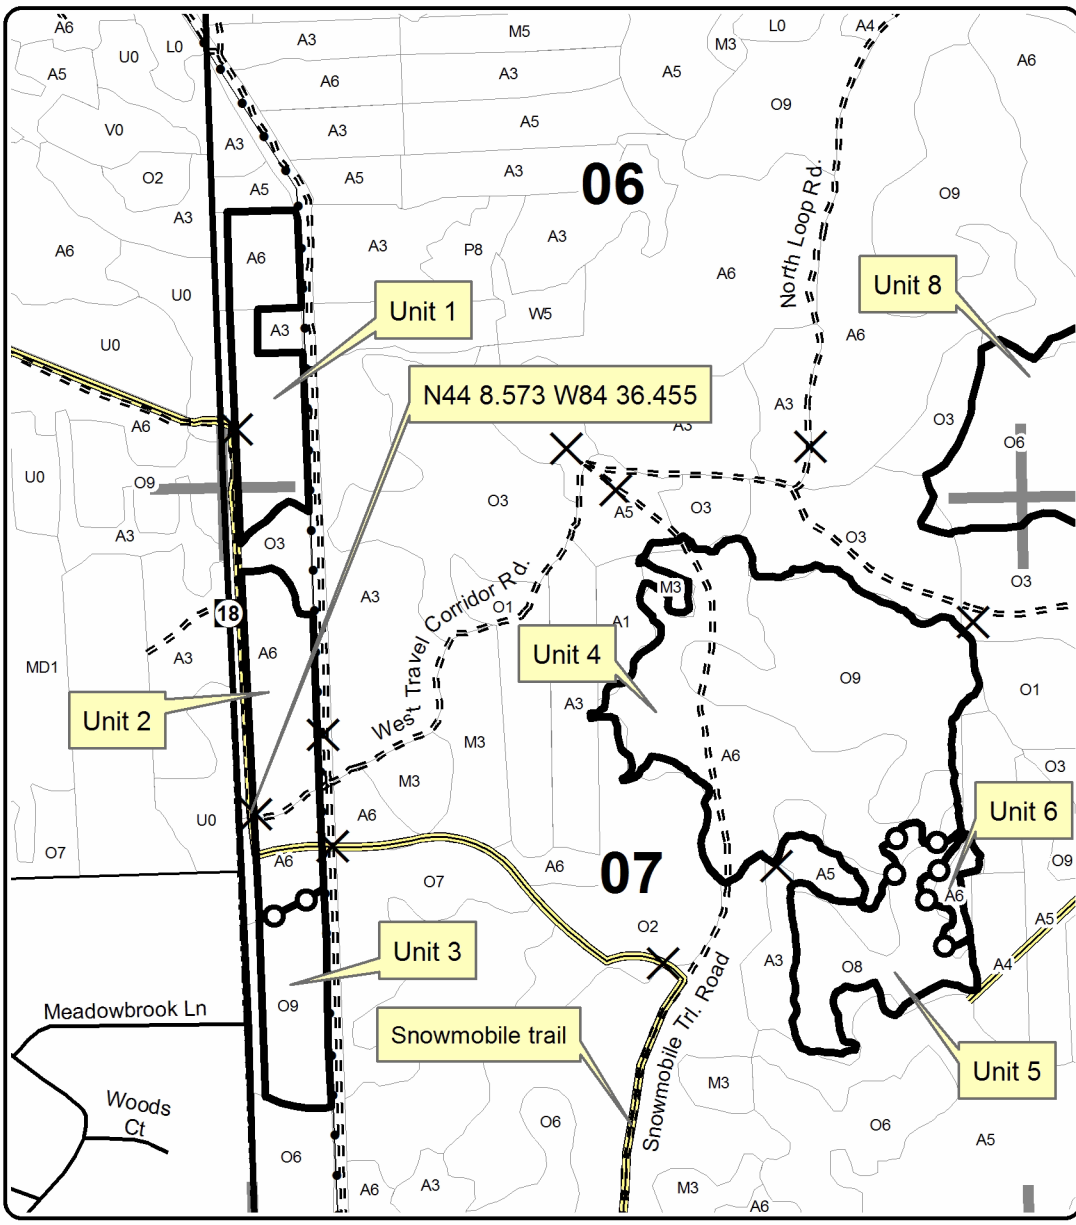 A6
A3
M5
L0
A4
U0
L0
M3
A6
A5
A6
A3
A5
O9
V0
A3
A5
A3
O2
A5
A5
A3
06
O9
A3
North Loop Rd.
A6
A6
A3
P8
A3
A6
Unit 8
U0
Unit 1
W5
A3
U0
A6
N44 8.573 W84 36.455
A3
O3
A6
A3
O6
U0
O9
O3
O3
A5
A3
O3
O3
O3
M3
A3
West Travel Corridor Rd.
O1
A1
18
A6
Unit 4
MD1
A3
O9
O1
Unit 2
A3
M3
A6
O3
M3
Unit 6
U0
A6
O7
A6
A6
07
O9
O7
A5
A6
A5
O2
Unit 3
A3
O8
A4
O9
Meadowbrook Ln
Snowmobile trail
Snowmobile Trl. Road
Unit 5
M3
Woods
Ct
O6
O6
A5
O6
A6
A3
M3
A6